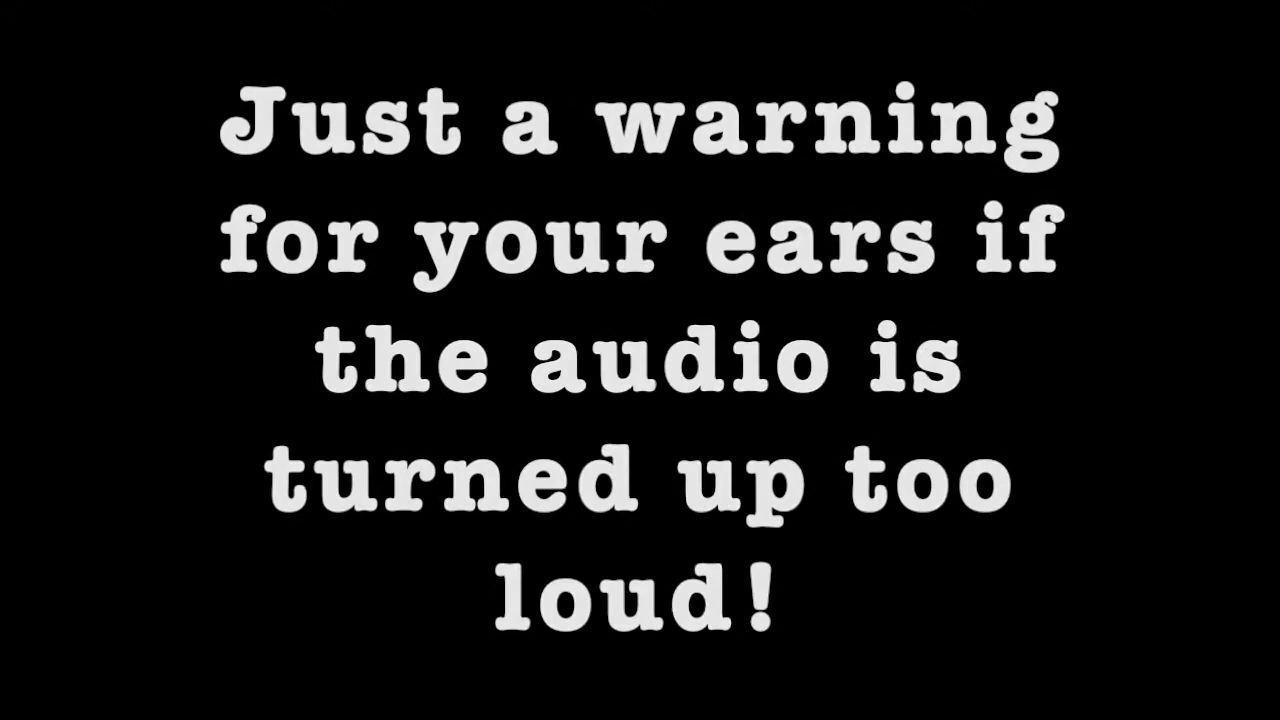 Just a warning
for your ears if
the audio is
turned up too
loud!